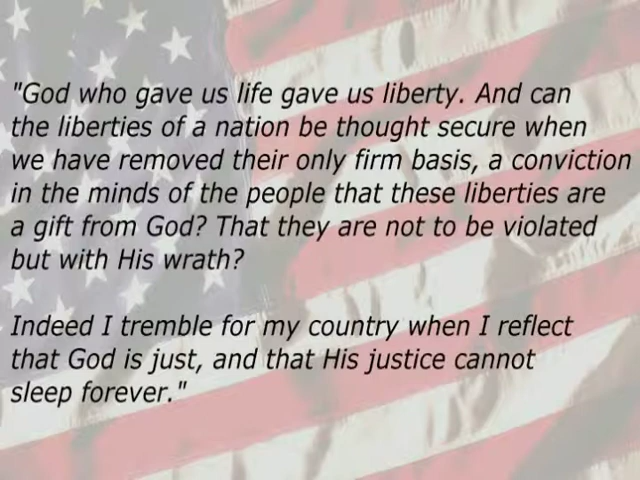 "God who gave us life gave us liberty. And can
the liberties of a nation be thought secure when
we have removed their only firm basis, a conviction
in the minds of the people that these liberties are
a gift from God? That they are not to be violated
but with His wrath?
Indeed I tremble for my country when I reflect
that God is just, and that His justice cannot
sleep forever."